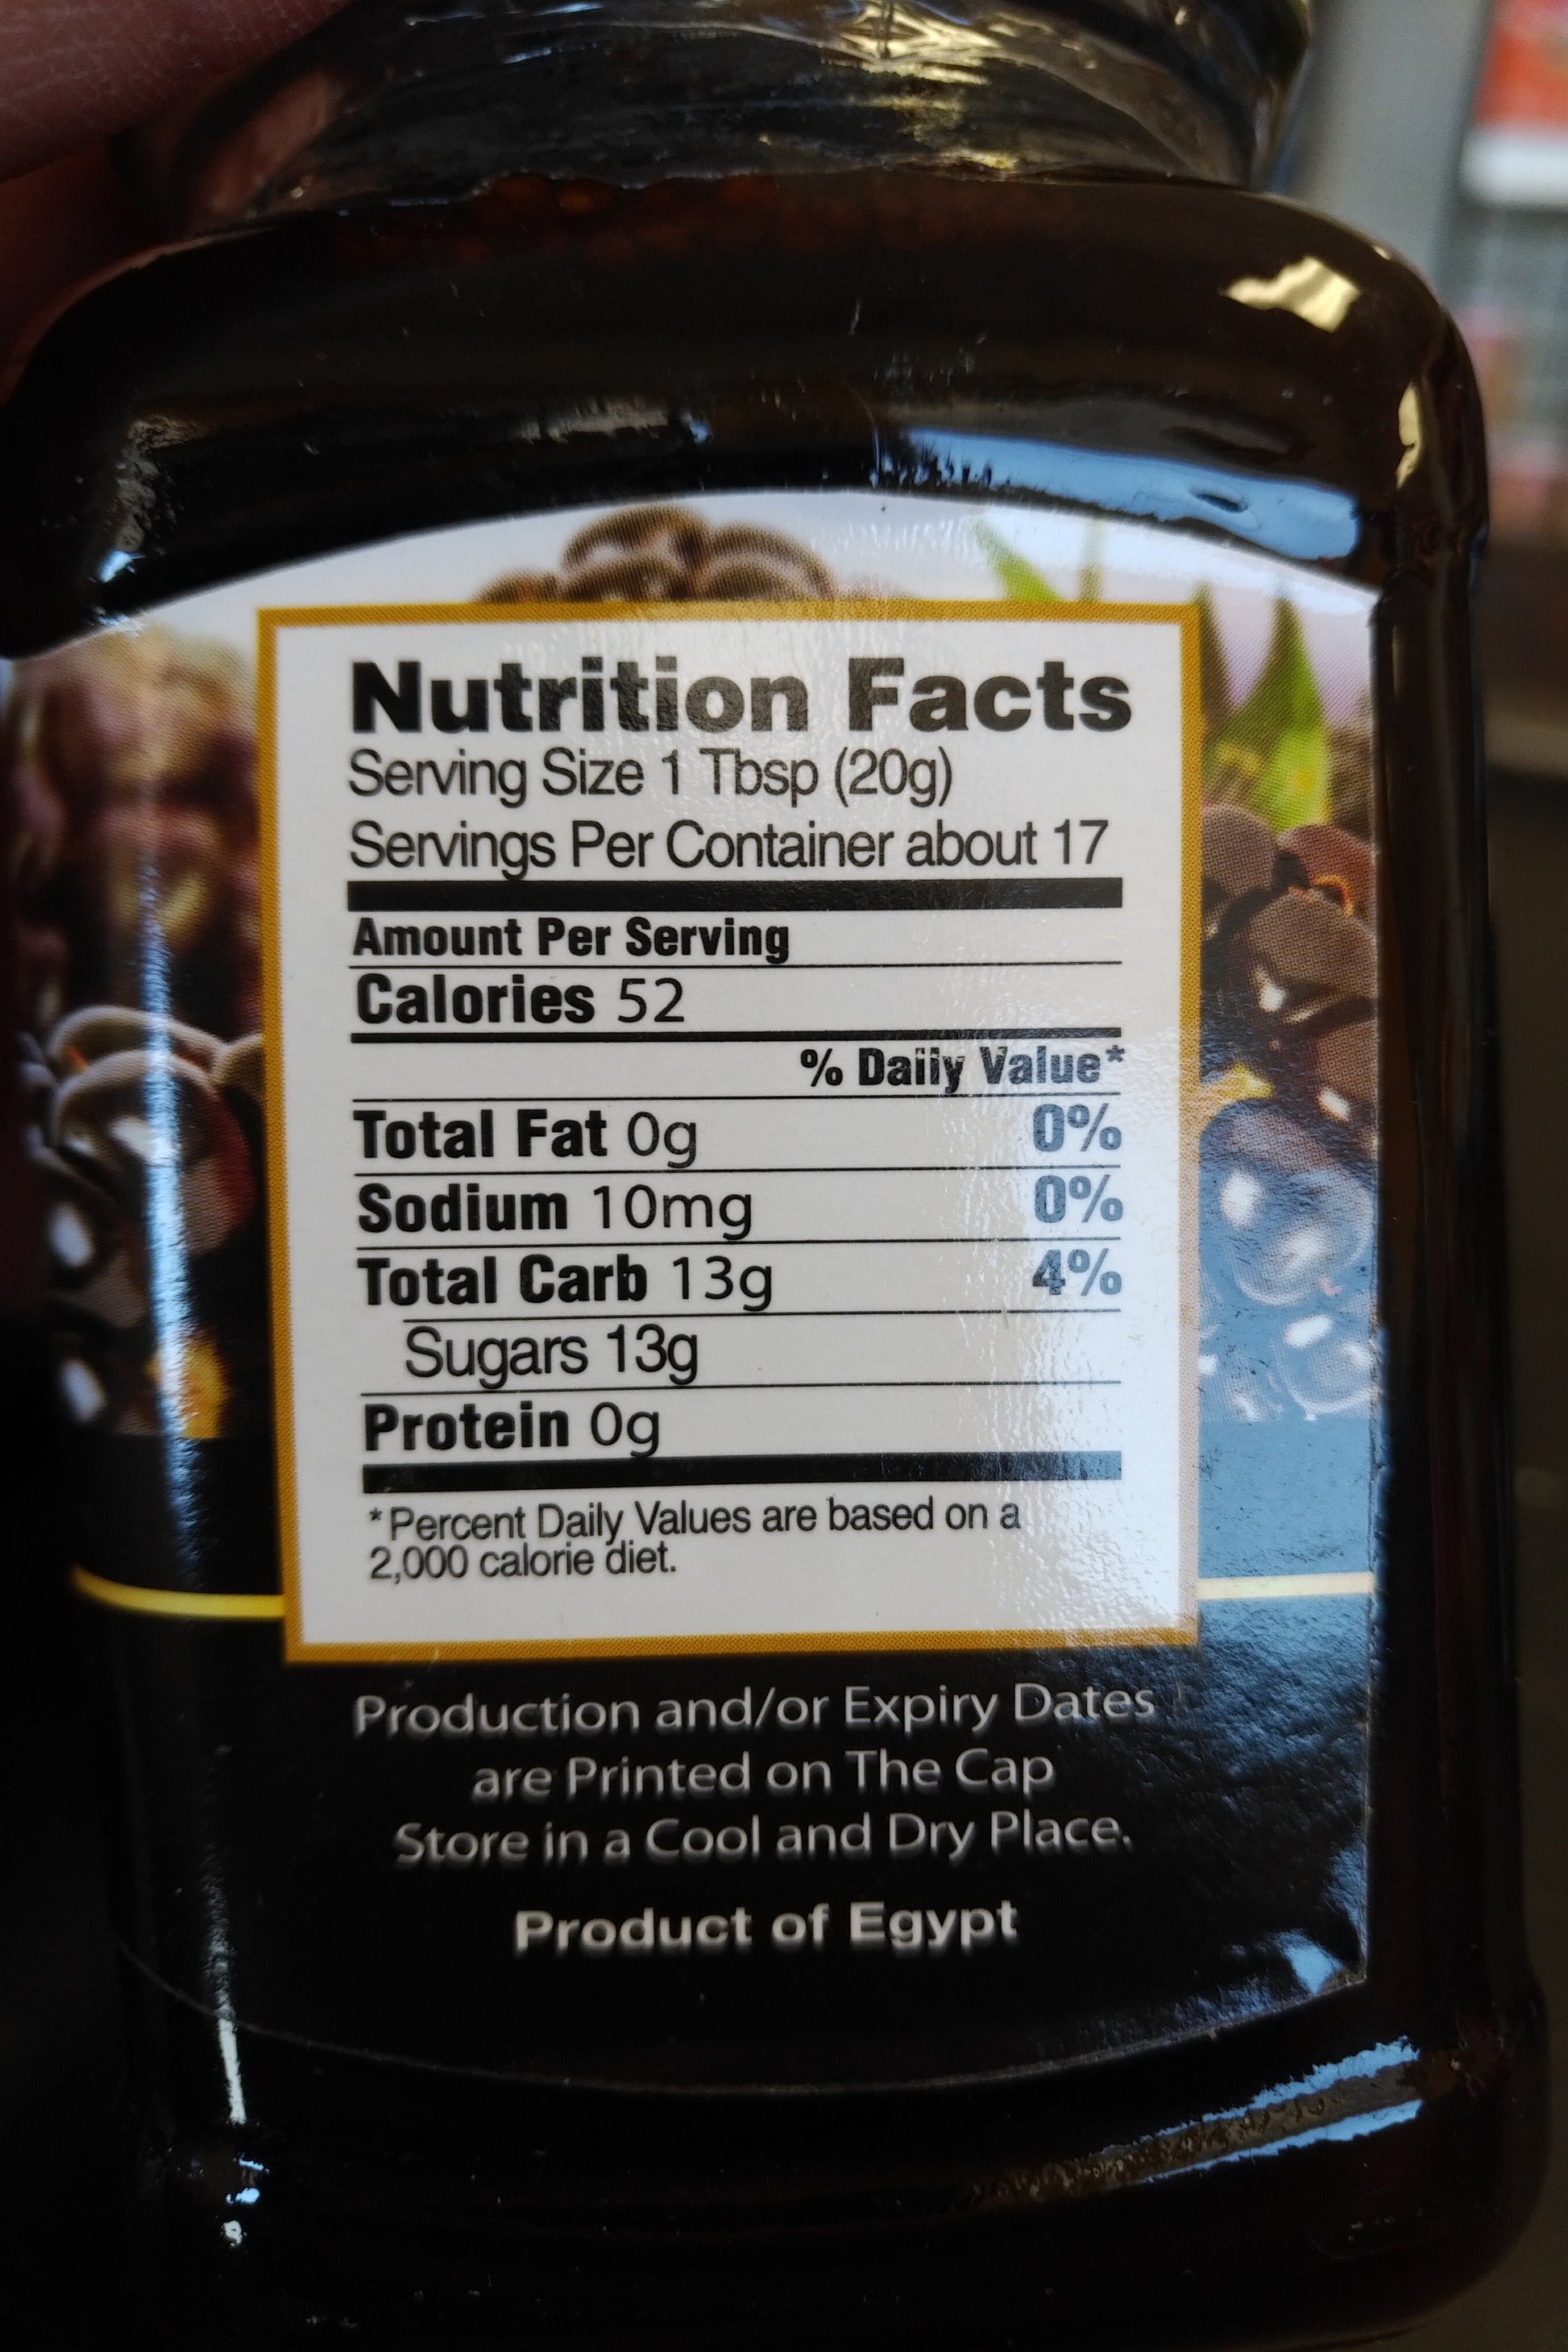 Nutrition Facts
Serving Size 1 Tbsp (20g)
Servings Per Container about 17
Amount Per Serving
Calories 52
% Daily Value*
Total Fat 0g 0%
Sodium 10mg 0%
Total Carb 13g 4%
Sugars 13g
Protein 0g
*Percent Daily Values are based on a
2,000 calorie diet.
Production and/or Expiry Dates
are Printed on The Cap
Store in a Cool and Dry Place.
Product of Egypt